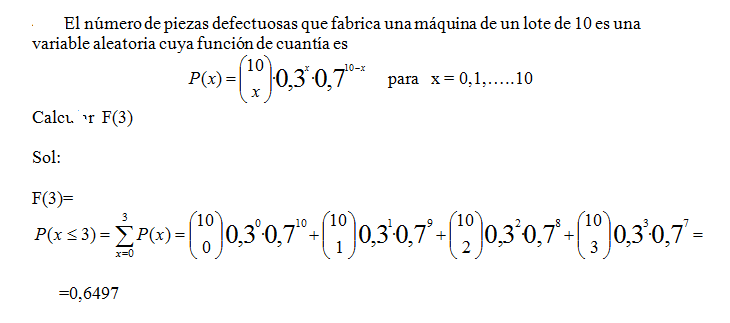 El número de piezas defectuosas que fabrica una máquina de un lote de 10 es una
variable aleatoria cuya función de cuantía es
P(x) = (10 x)·0,3^x·0,7^10−x para x = 0,1,.....10
F(3)
Sol:
F(3)=
P(x ≤ 3) = ∑_{x=0}^{3} P(x) = (10 0)0,3^0·0,7^10 + (10 1)0,3^1·0,7^9 + (10 2)0,3^2·0,7^8 + (10 3)0,3^3·0,7^7 =
=0,6497